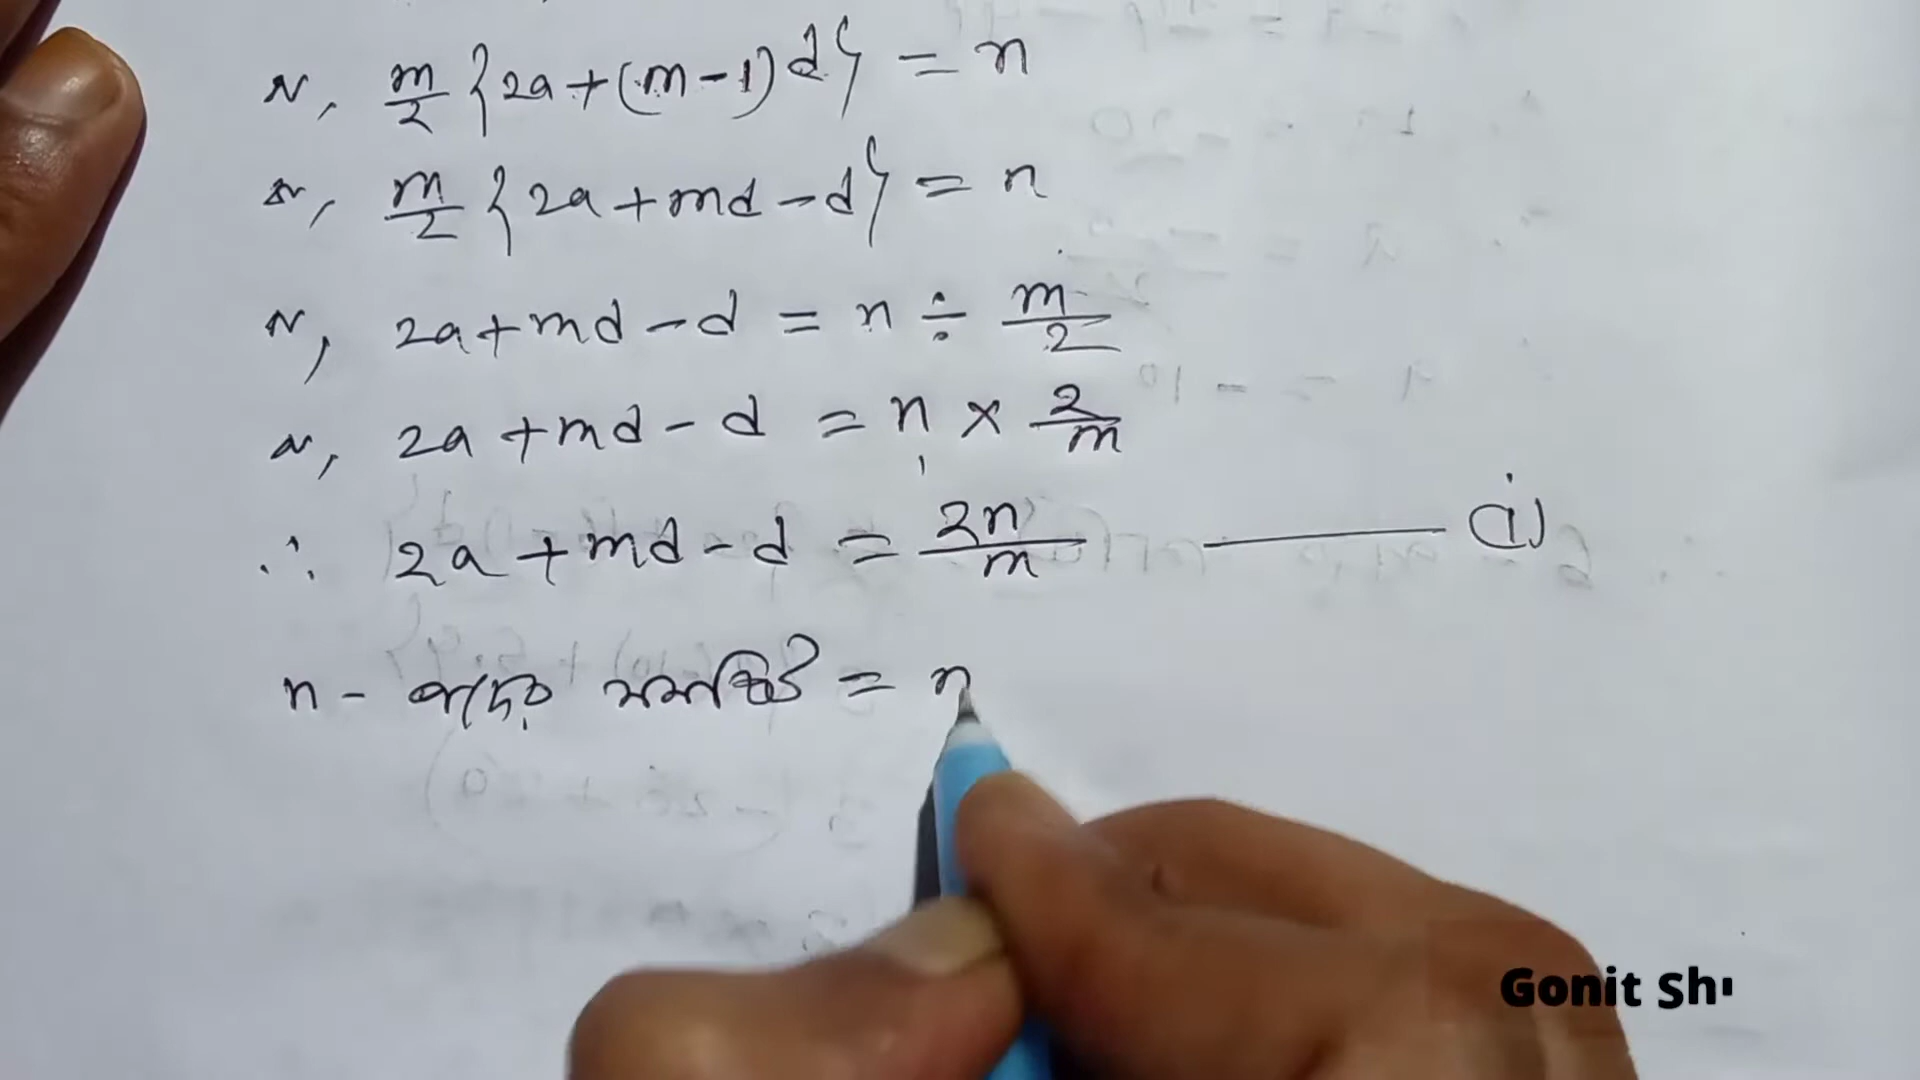 বা, m/2 {2a+(m-1)d} = n
বা, m/2 {2a+md-d} = n
বা, 2a+md-d = n ÷ m/2
বা, 2a+md-d = n × 2/m
∴ 2a+md-d = 2n/m ——— (i)
n - পদের সমষ্টি = n
Gonit Sh